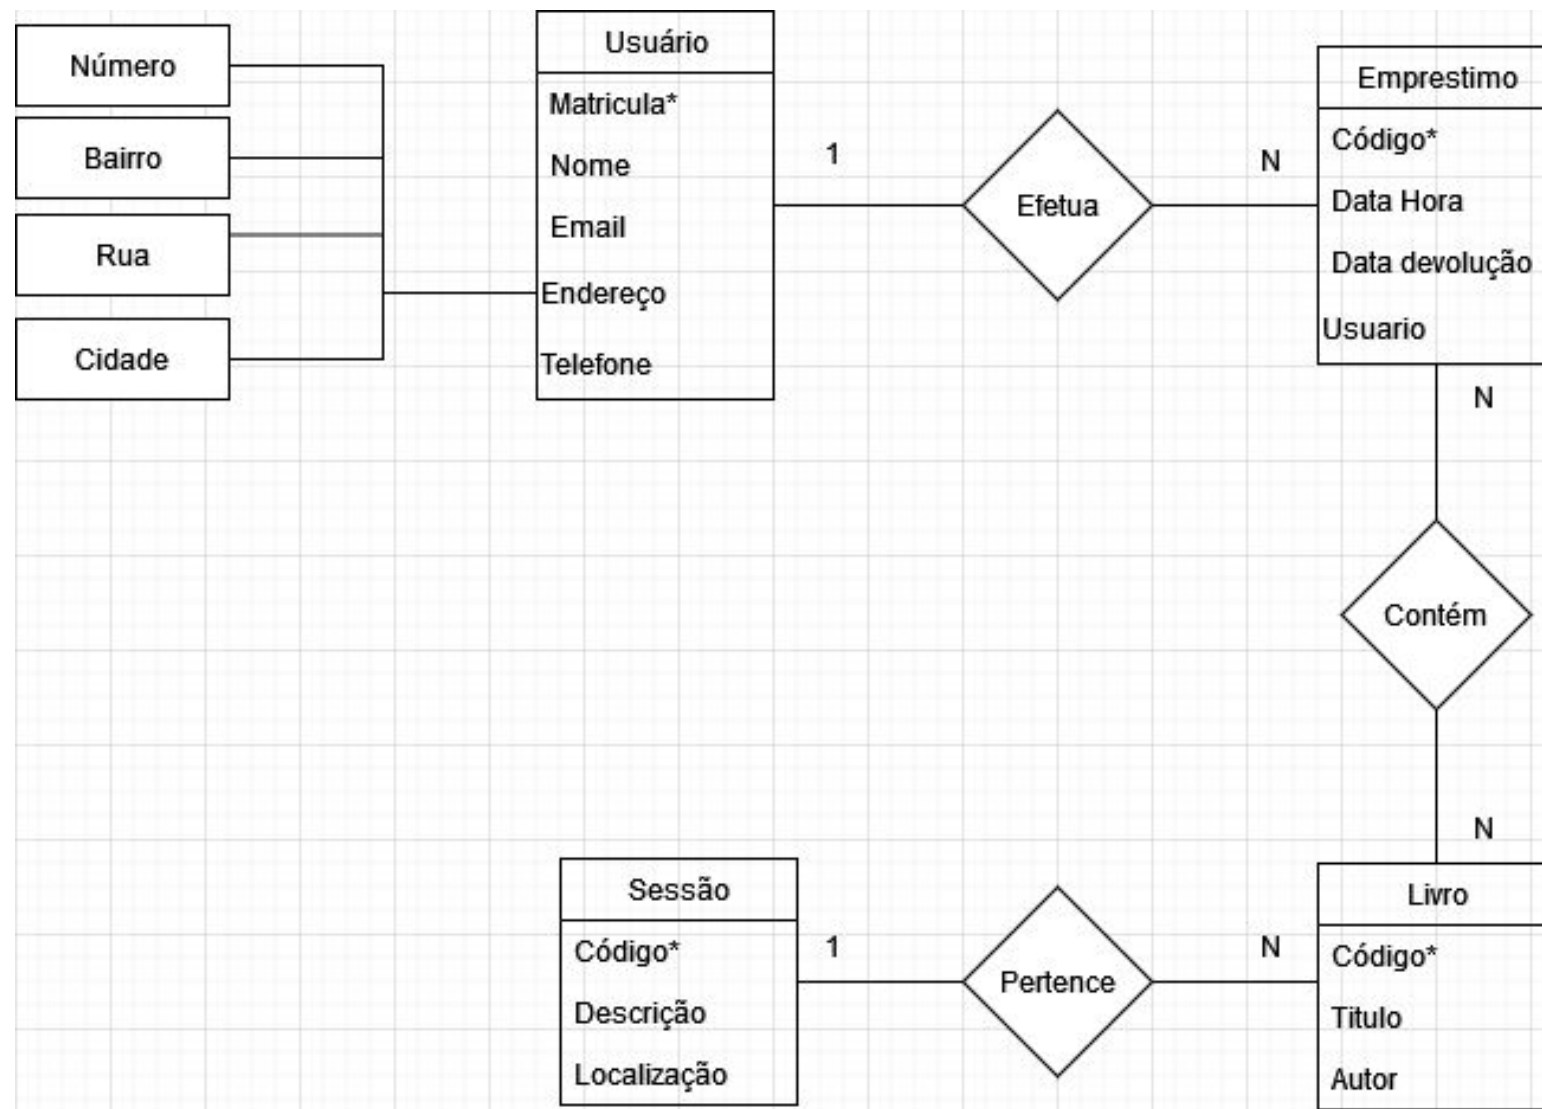 Número
Bairro
Rua
Cidade
Usuário
Matricula*
Nome
Email
Endereço
Telefone
1
Efetua
N
Emprestimo
Código*
Data Hora
Data devolução
Usuario
N
Contém
N
Sessão
Código*
Descrição
Localização
1
Pertence
N
Livro
Código*
Titulo
Autor